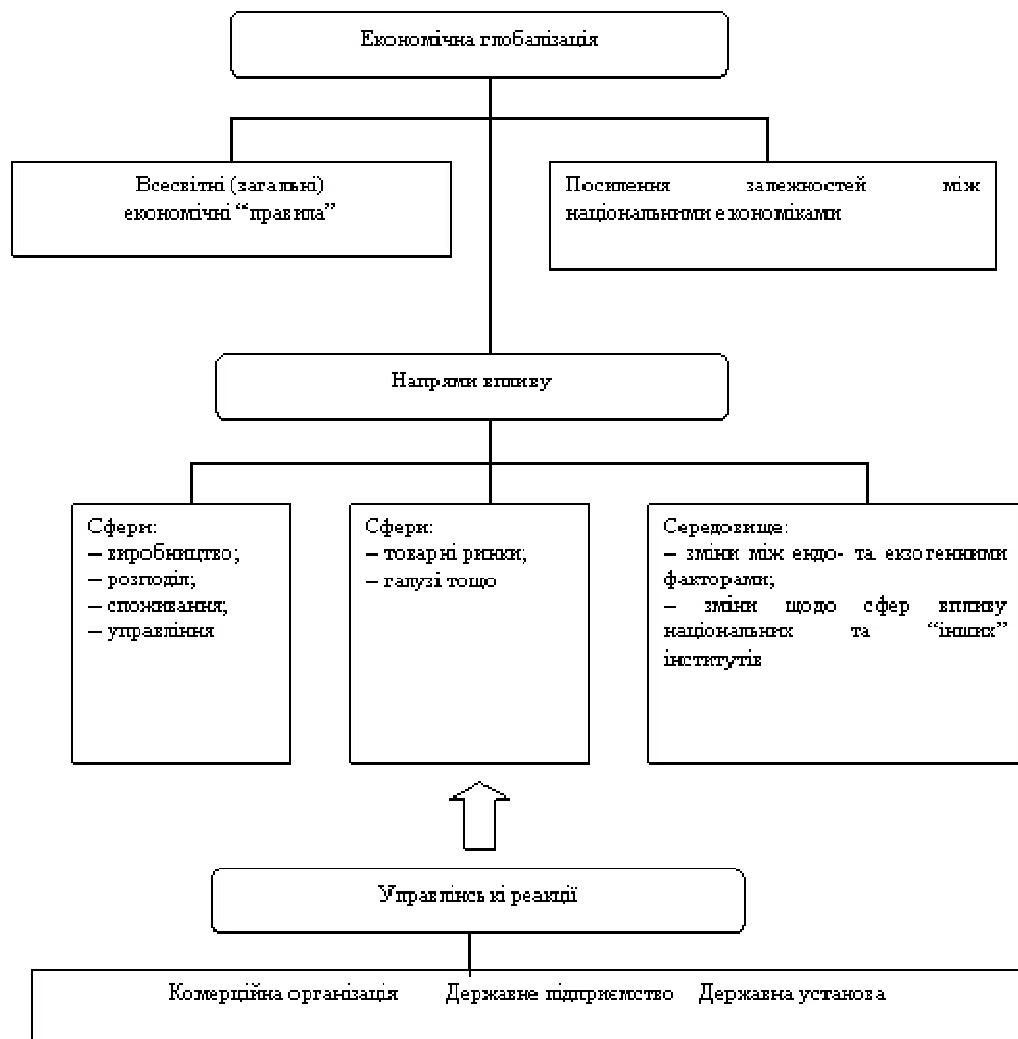 Економічна глобалізація
Всесвітні (загальні)
економічні “правила”
Посилення залежностей між
національними економіками
Напрями впливу
Сфери:
– виробництво;
– розподіл;
– споживання;
– управління
Сфери:
– товарні ринки;
– галузі тощо
Середовище:
– зміни між ендо- та екзогенними
факторами;
– зміни щодо сфер впливу
національних та “інших”
інститутів
Управлінські реакції
Комерційна організація Державне підприємство Державна установа